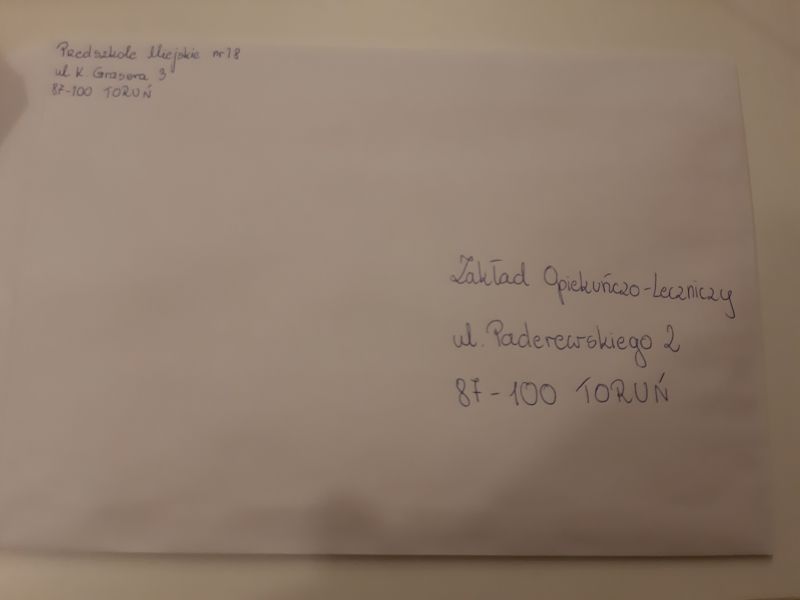 Przedszkole Miejskie nr 18
ul. K. Grasera 3
87-100 TORUŃ
Zakład Opiekuńczo-Leczniczy
ul. Paderewskiego 2
87-100 TORUŃ